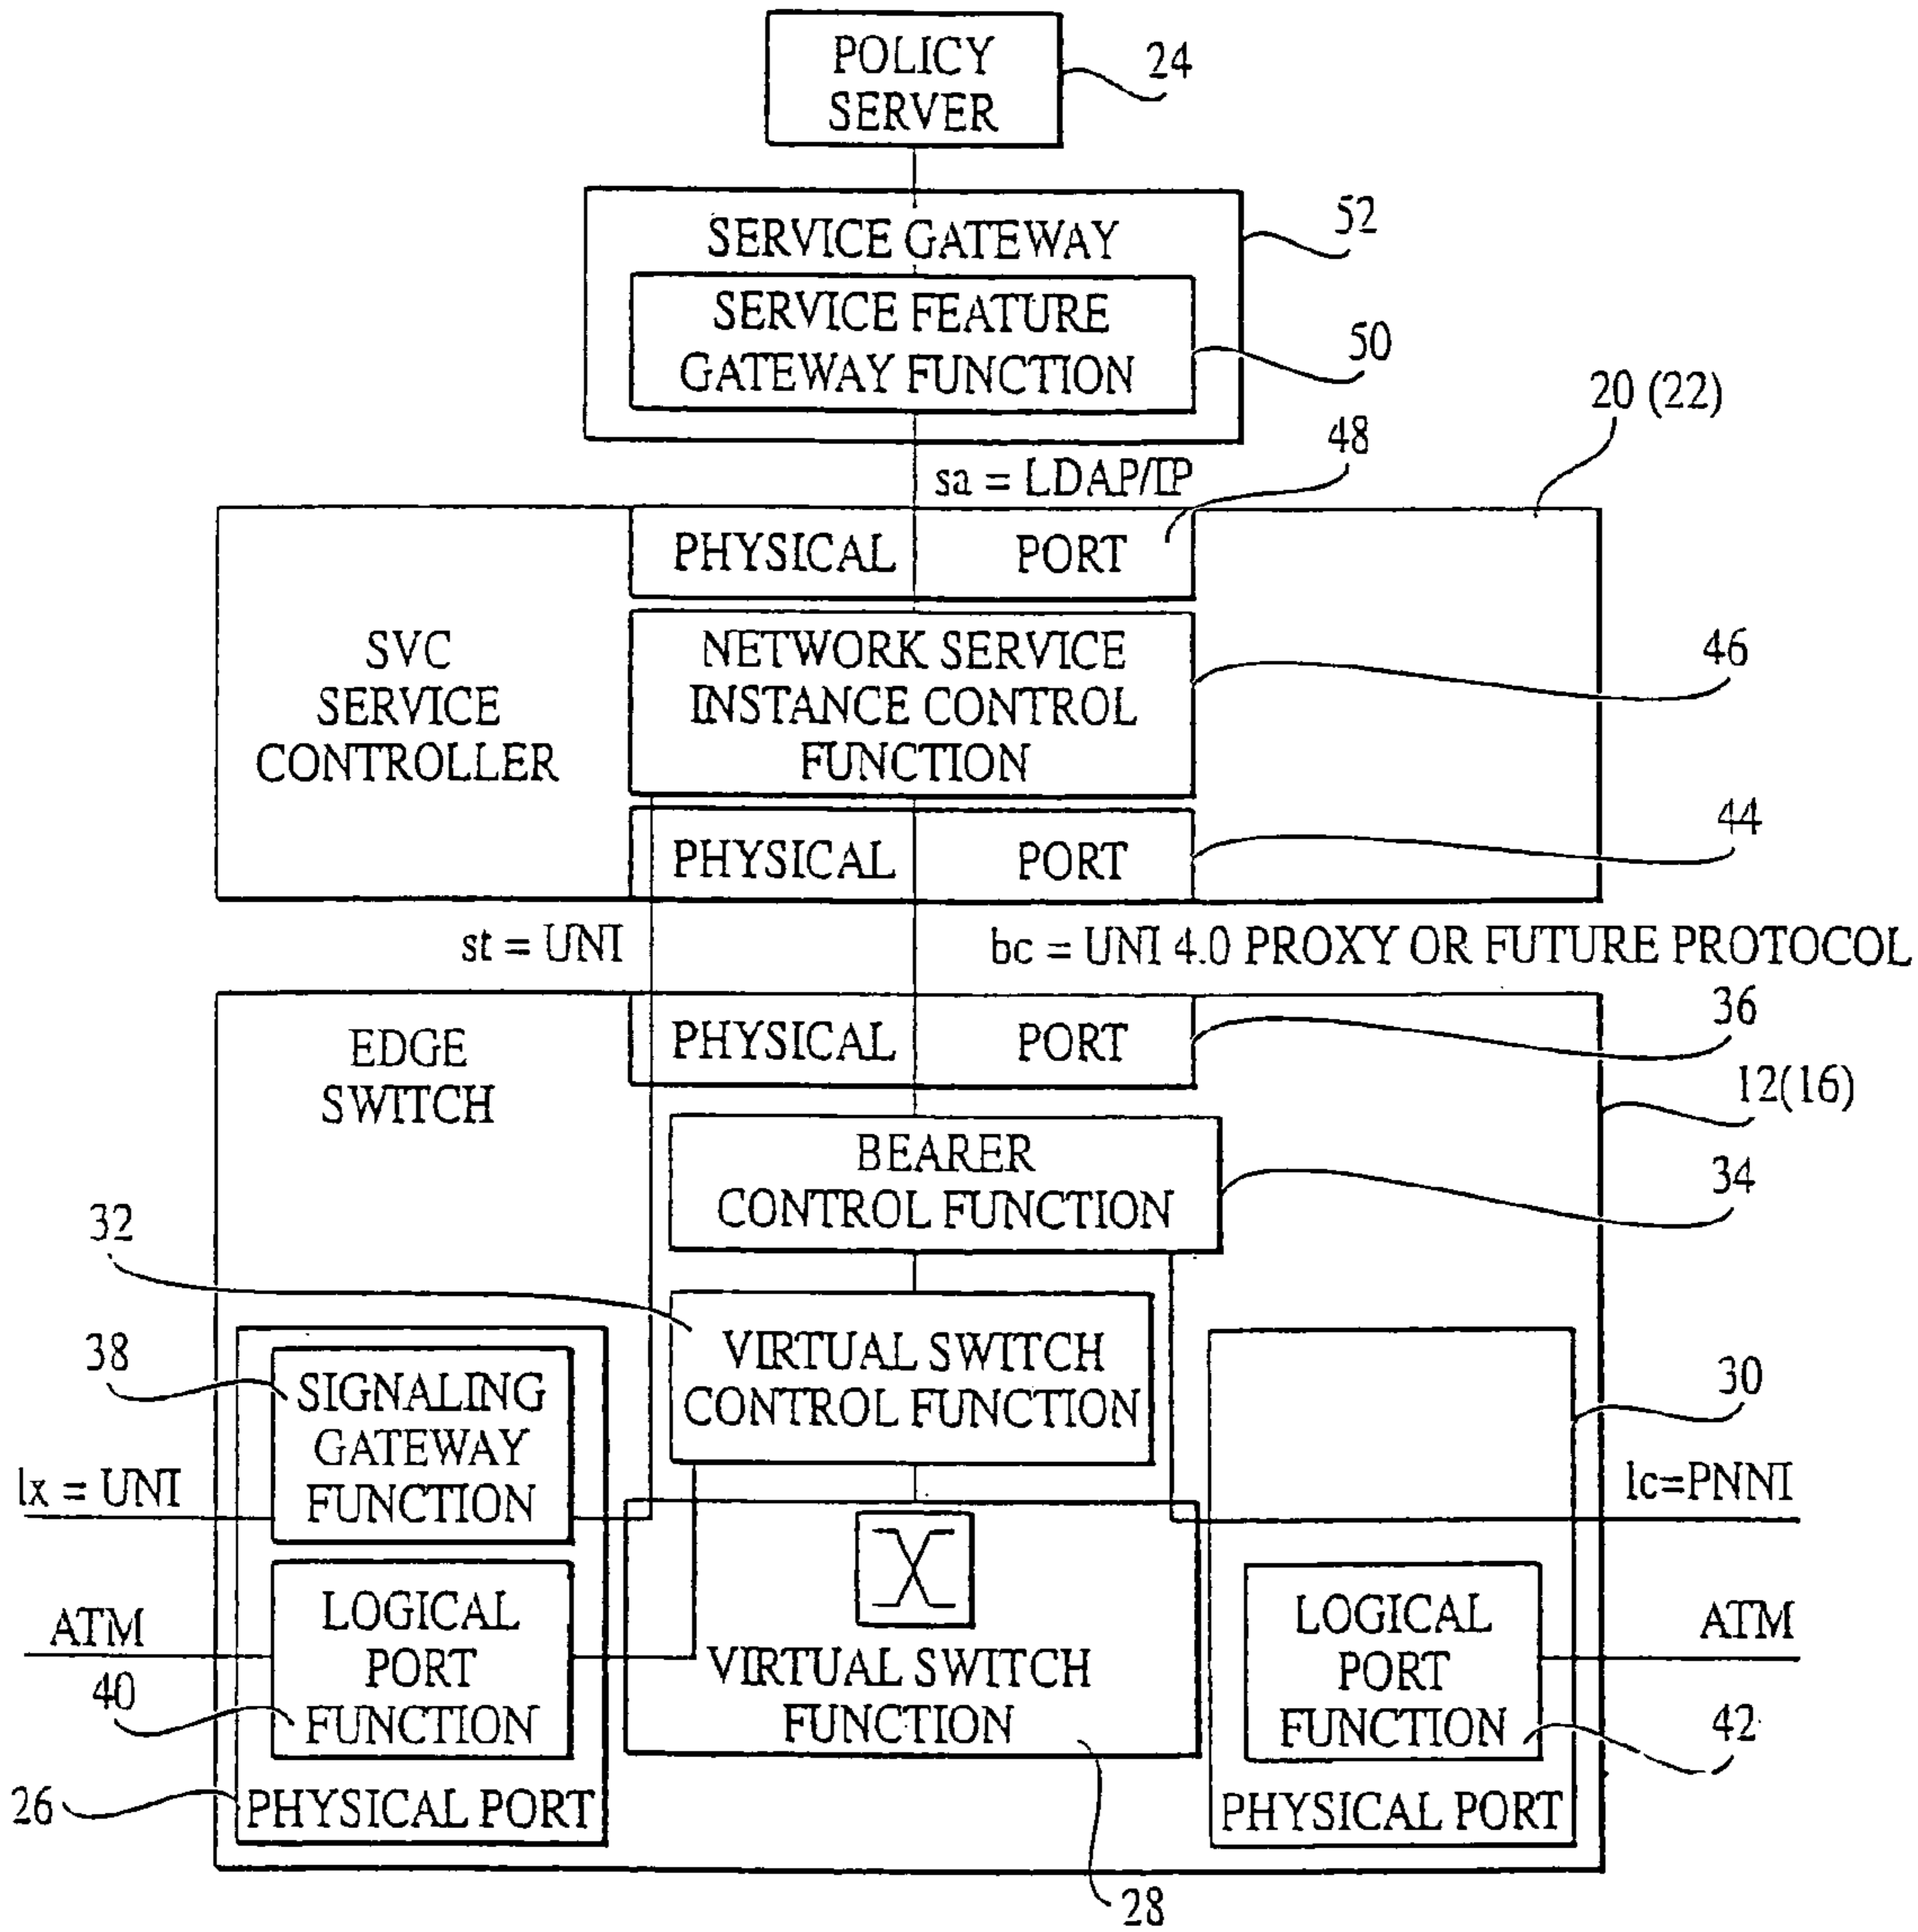 POLICY
SERVER
24
SERVICE GATEWAY
52
SERVICE FEATURE
GATEWAY FUNCTION
50
20 (22)
48
sa = LDAP/IP
PHYSICAL PORT
SVC
SERVICE
CONTROLLER
NETWORK SERVICE
INSTANCE CONTROL
FUNCTION
46
44
PHYSICAL PORT
st = UNI
bc = UNI 4.0 PROXY OR FUTURE PROTOCOL
36
EDGE
SWITCH
PHYSICAL PORT
12(16)
BEARER
CONTROL FUNCTION
34
32
VIRTUAL SWITCH
CONTROL FUNCTION
38
SIGNALING
GATEWAY
FUNCTION
30
lx = UNI
lc=PNNI
ATM
LOGICAL
PORT
FUNCTION
40
VIRTUAL SWITCH
FUNCTION
LOGICAL
PORT
FUNCTION
ATM
42
26
PHYSICAL PORT
PHYSICAL PORT
28